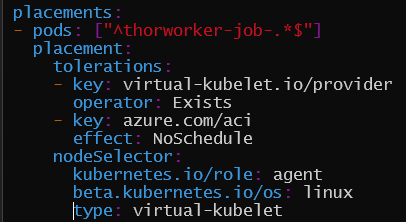 placements:
- pods: ["^thorworker-job-.*$"]
  placement:
    tolerations:
    - key: virtual-kubelet.io/provider
      operator: Exists
    - key: azure.com/aci
      effect: NoSchedule
    nodeSelector:
      kubernetes.io/role: agent
      beta.kubernetes.io/os: linux
      type: virtual-kubelet